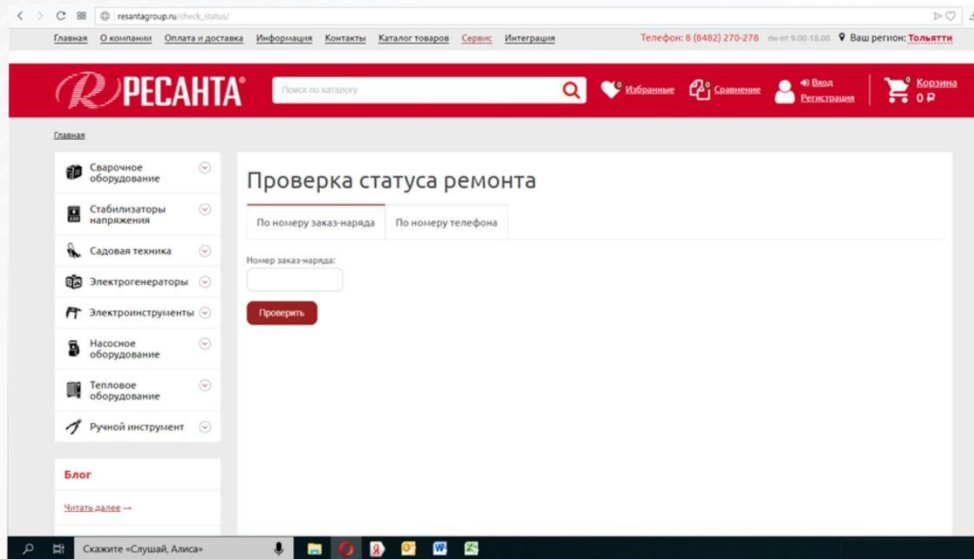 resantagroup.ru/check_status/
Главная О компании Оплата и доставка Информация Контакты Каталог товаров Сервис Интеграция Телефон: 8 (8482) 270-278 пн-пт 9.00-18.00 Ваш регион: Тольятти
РЕСАНТА®
Поиск по каталогу
0 Избранные
0 Сравнение
Вход
Регистрация
0 Корзина
0 ₽
Главная
Сварочное
оборудование
Стабилизаторы
напряжения
Садовая техника
Электрогенераторы
Электроинструменты
Насосное
оборудование
Тепловое
оборудование
Ручной инструмент
Блог
Читать далее →
Проверка статуса ремонта
По номеру заказ-наряда По номеру телефона
Номер заказ-наряда:
Проверить
Скажите «Слушай, Алиса»